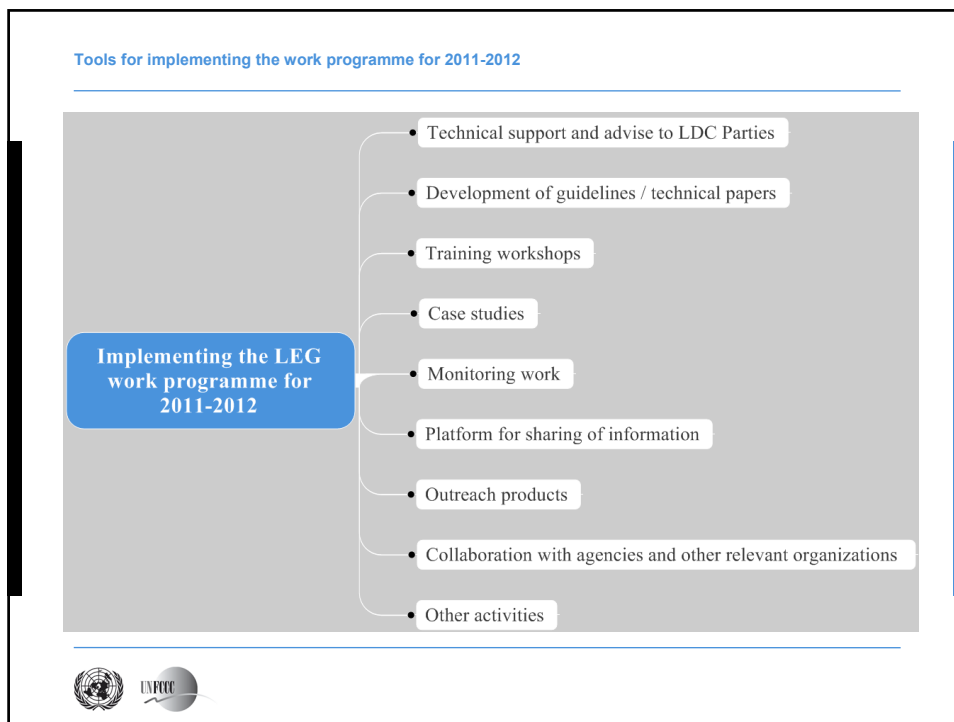 Tools for implementing the work programme for 2011-2012
Technical support and advise to LDC Parties
Development of guidelines / technical papers
Training workshops
Case studies
Implementing the LEG
work programme for
2011-2012
Monitoring work
Platform for sharing of information
Outreach products
Collaboration with agencies and other relevant organizations
Other activities
UNFCCC